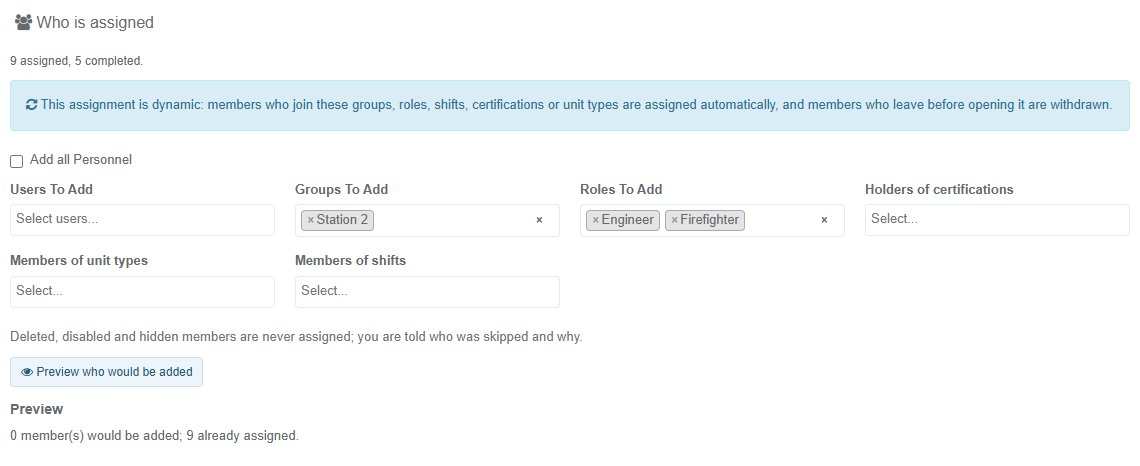 Who is assigned
9 assigned, 5 completed.
This assignment is dynamic: members who join these groups, roles, shifts, certifications or unit types are assigned automatically, and members who leave before opening it are withdrawn.
Add all Personnel
Users To Add
Groups To Add
Roles To Add
Holders of certifications
Select users...
×Station 2 ×
×Engineer ×Firefighter ×
Select...
Members of unit types
Members of shifts
Select...
Select...
Deleted, disabled and hidden members are never assigned; you are told who was skipped and why.
Preview who would be added
Preview
0 member(s) would be added; 9 already assigned.